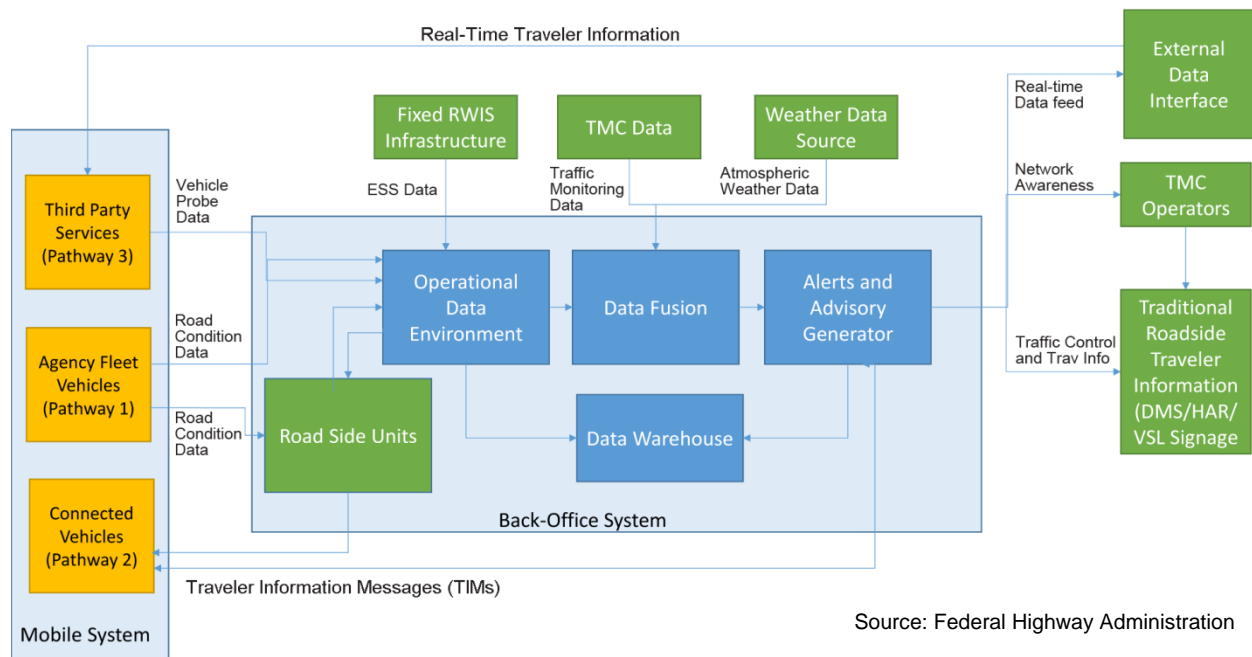 Real-Time Traveler Information
External
Data
Interface
Real-time
Data feed
Fixed RWIS
Infrastructure
TMC Data
Weather Data
Source
ESS Data
Traffic
Monitoring
Data
Atmospheric
Weather Data
Network
Awareness
TMC
Operators
Vehicle
Probe
Data
Third Party
Services
(Pathway 3)
Operational
Data
Environment
Data Fusion
Alerts and
Advisory
Generator
Traffic Control
and Trav Info
Traditional
Roadside
Traveler
Information
(DMS/HAR/
VSL Signage
Road
Condition
Data
Agency Fleet
Vehicles
(Pathway 1)
Road
Condition
Data
Road Side Units
Data Warehouse
Connected
Vehicles
(Pathway 2)
Back-Office System
Traveler Information Messages (TIMs)
Mobile System
Source: Federal Highway Administration